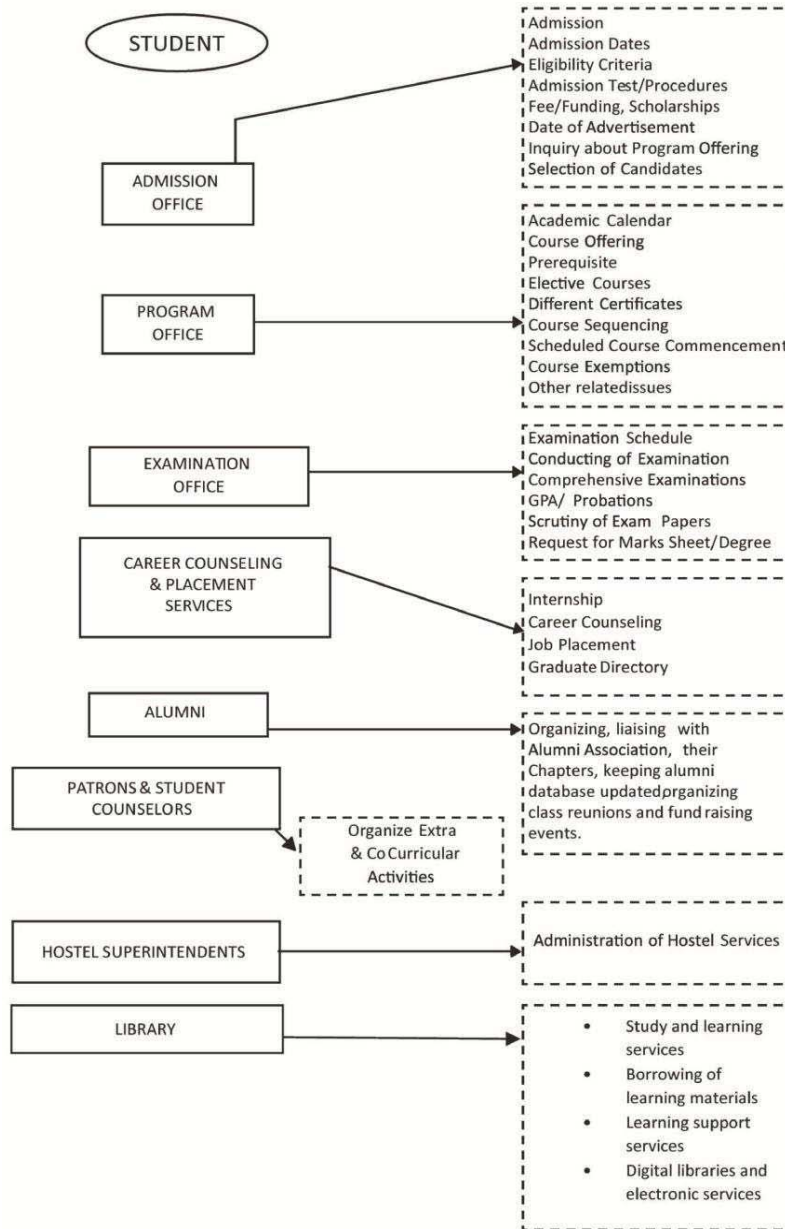 STUDENT
Admission
Admission Dates
Eligibility Criteria
Admission Test/Procedures
Fee/Funding, Scholarships
Date of Advertisement
Inquiry about Program Offering
Selection of Candidates
ADMISSION
OFFICE
Academic Calendar
Course Offering
Prerequisite
Elective Courses
Different Certificates
Course Sequencing
Scheduled Course Commencement
Course Exemptions
Other relatedissues
PROGRAM
OFFICE
Examination Schedule
Conducting of Examination
Comprehensive Examinations
GPA/ Probations
Scrutiny of Exam Papers
Request for Marks Sheet/Degree
EXAMINATION
OFFICE
CAREER COUNSELING
& PLACEMENT
SERVICES
Internship
Career Counseling
Job Placement
Graduate Directory
ALUMNI
Organizing, liaising with
Alumni Association, their
Chapters, keeping alumni
database updatedorganizing
class reunions and fund raising
events.
PATRONS & STUDENT
COUNSELORS
Organize Extra
& CoCurricular
Activities
HOSTEL SUPERINTENDENTS
Administration of Hostel Services
LIBRARY
• Study and learning
services
• Borrowing of
learning materials
• Learning support
services
• Digital libraries and
electronic services